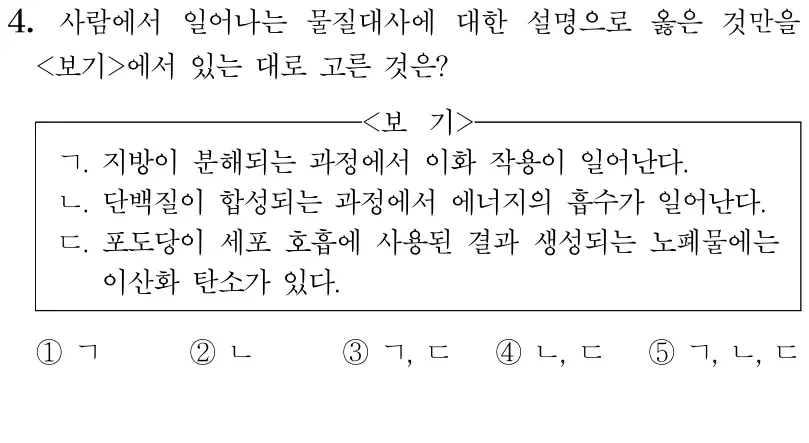 4. 사람에서 일어나는 물질대사에 대한 설명으로 옳은 것만을
<보기>에서 있는 대로 고른 것은?
<보 기>
ㄱ. 지방이 분해되는 과정에서 이화 작용이 일어난다.
ㄴ. 단백질이 합성되는 과정에서 에너지의 흡수가 일어난다.
ㄷ. 포도당이 세포 호흡에 사용된 결과 생성되는 노폐물에는
이산화 탄소가 있다.
① ㄱ ② ㄴ ③ ㄱ, ㄷ ④ ㄴ, ㄷ ⑤ ㄱ, ㄴ, ㄷ